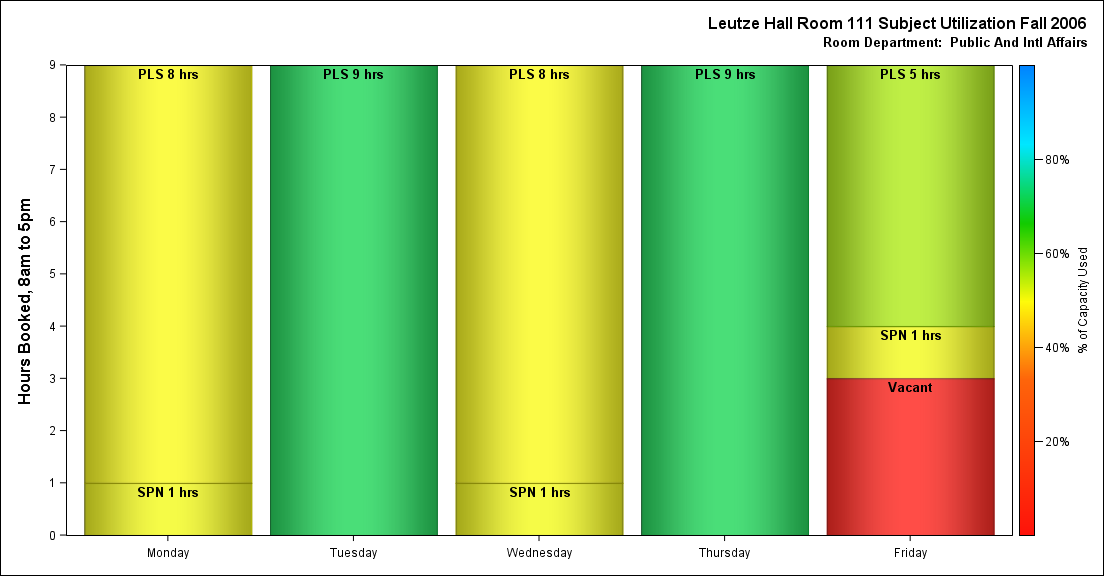 Leutze Hall Room 111 Subject Utilization Fall 2006
Room Department:  Public And Intl Affairs
Hours Booked, 8am to 5pm
9
8
7
6
5
4
3
2
1
0
PLS 8 hrs
SPN 1 hrs
PLS 9 hrs
PLS 8 hrs
SPN 1 hrs
PLS 9 hrs
PLS 5 hrs
SPN 1 hrs
Vacant
Monday
Tuesday
Wednesday
Thursday
Friday
80%
60%
40%
20%
% of Capacity Used